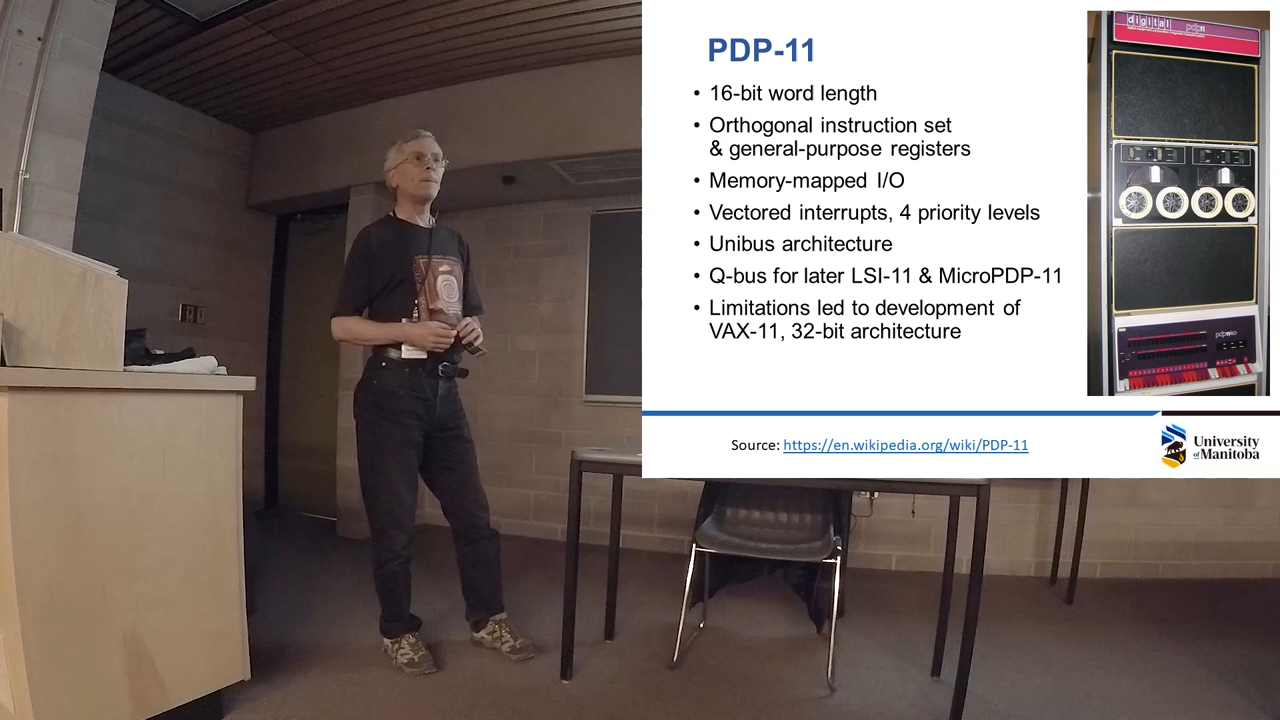 PDP-11
• 16-bit word length
• Orthogonal instruction set
& general-purpose registers
• Memory-mapped I/O
• Vectored interrupts, 4 priority levels
• Unibus architecture
• Q-bus for later LSI-11 & MicroPDP-11
• Limitations led to development of
VAX-11, 32-bit architecture
Source: https://en.wikipedia.org/wiki/PDP-11
University
of Manitoba
digital pdp11